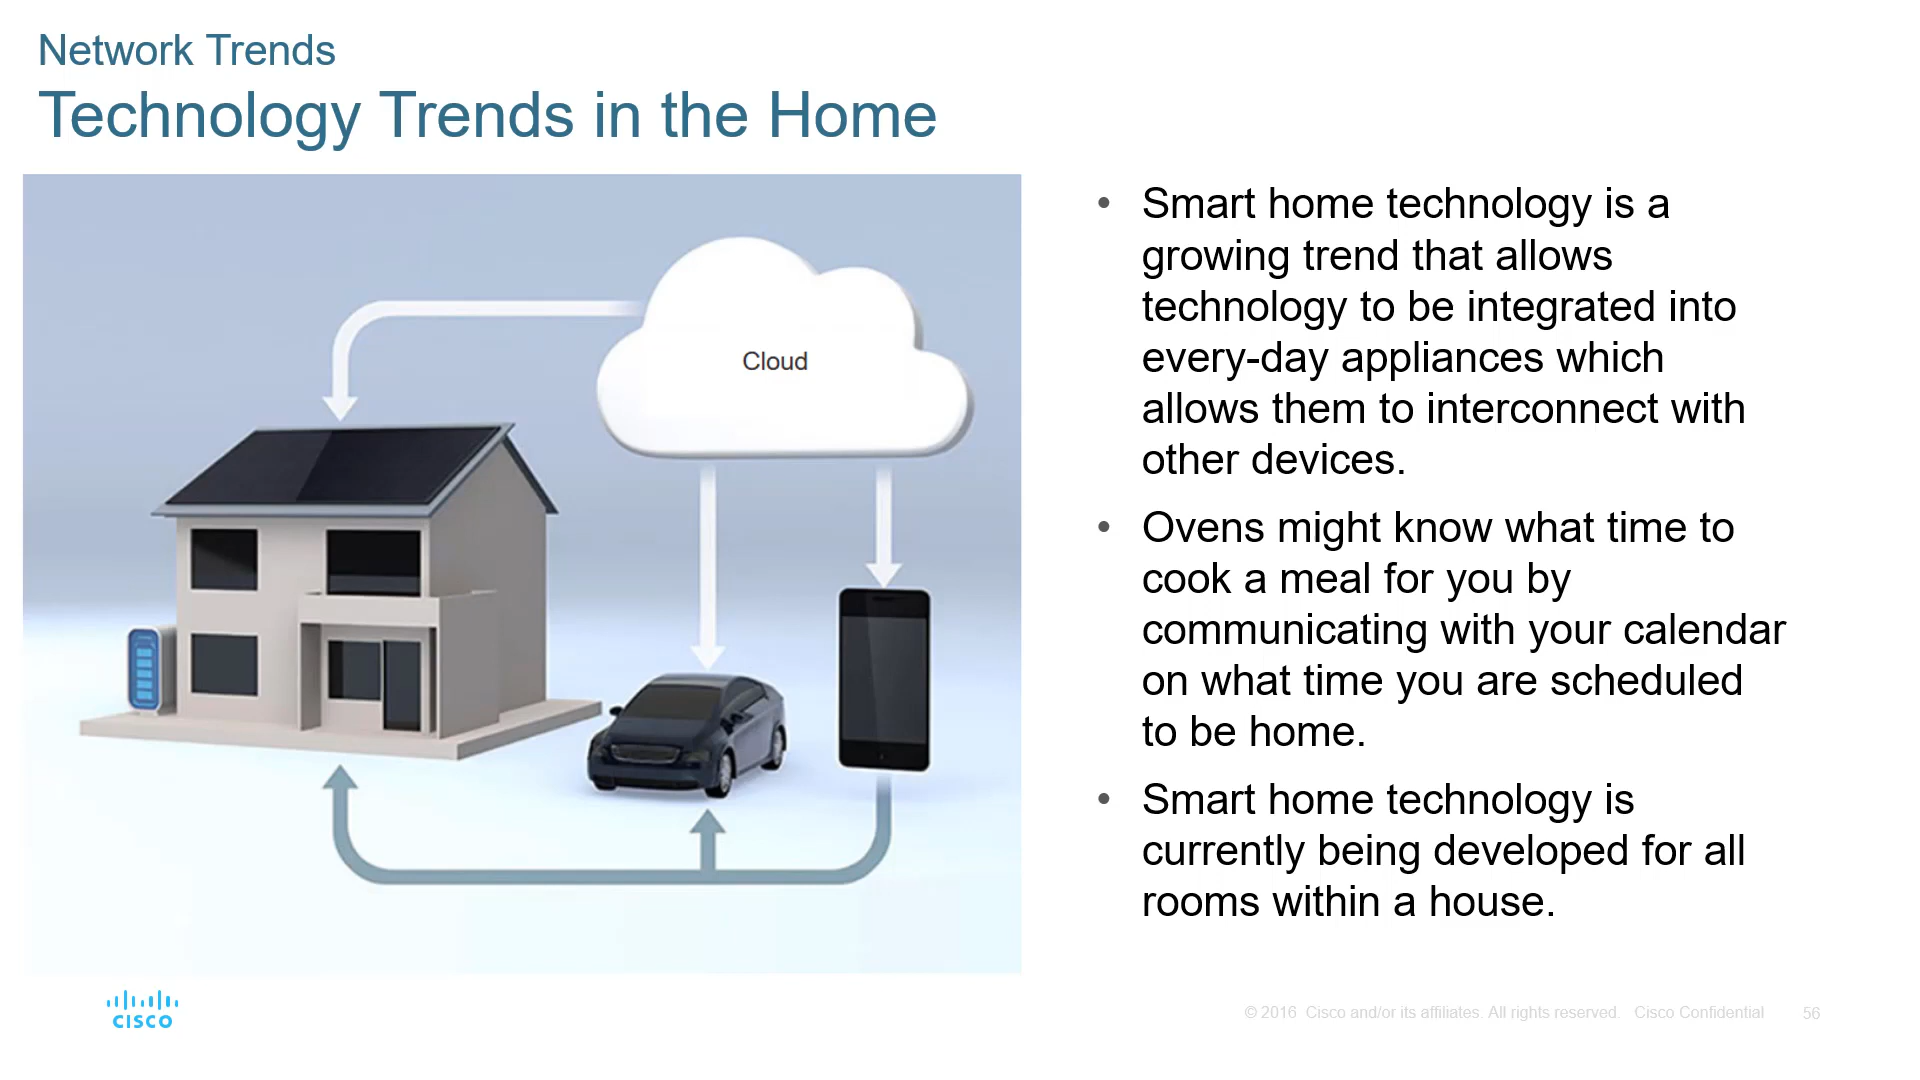 Network Trends
Technology Trends in the Home
Cloud
• Smart home technology is a
growing trend that allows
technology to be integrated into
every-day appliances which
allows them to interconnect with
other devices.
• Ovens might know what time to
cook a meal for you by
communicating with your calendar
on what time you are scheduled
to be home.
• Smart home technology is
currently being developed for all
rooms within a house.
CISCO
© 2016 Cisco and/or its affiliates. All rights reserved. Cisco Confidential 56